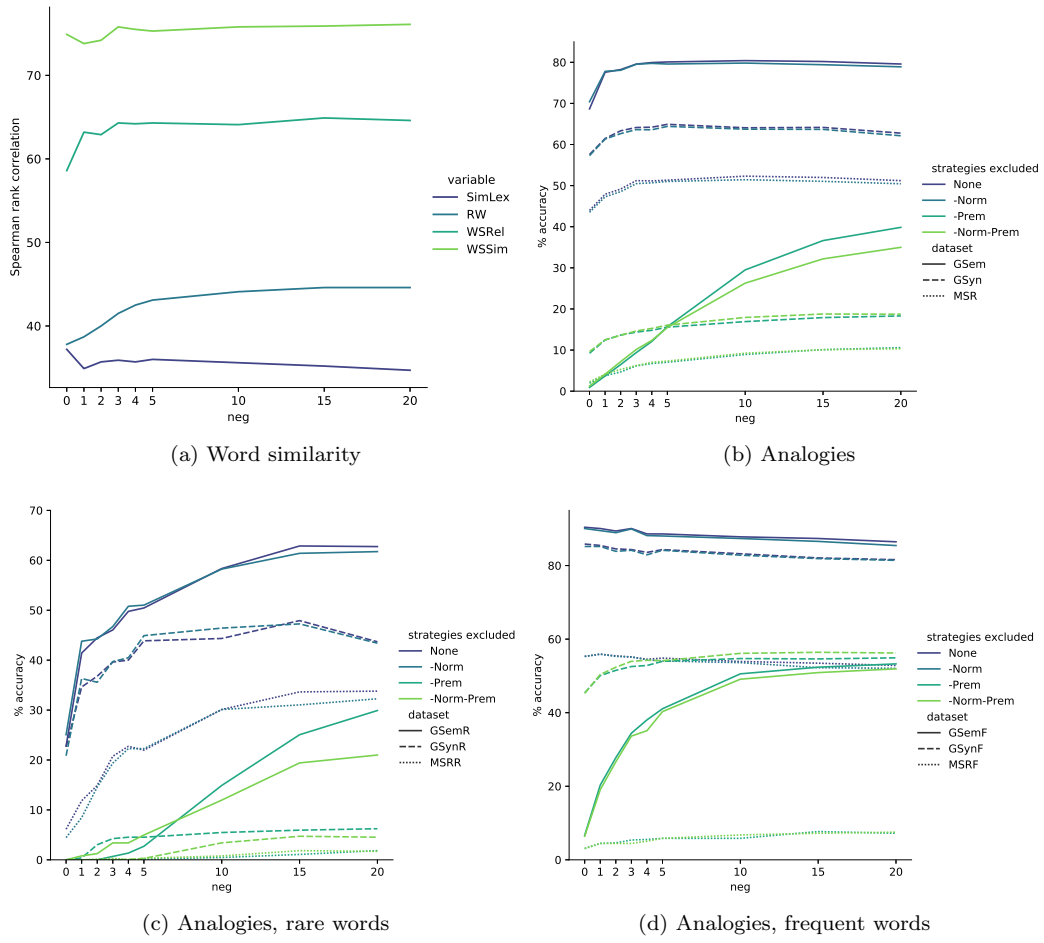 70
60
50
40
Spearman rank correlation
0 1 2 3 4 5 10 15 20
neg
variable
SimLex
RW
WSRel
WSSim
(a) Word similarity
80
70
60
50
40
30
20
10
0
% accuracy
0 1 2 3 4 5 10 15 20
neg
strategies excluded
None
-Norm
-Prem
-Norm-Prem
dataset
GSem
GSyn
MSR
(b) Analogies
70
60
50
40
30
20
10
0
% accuracy
0 1 2 3 4 5 10 15 20
neg
strategies excluded
None
-Norm
-Prem
-Norm-Prem
dataset
GSemR
GSynR
MSRR
(c) Analogies, rare words
80
60
40
20
0
% accuracy
0 1 2 3 4 5 10 15 20
neg
strategies excluded
None
-Norm
-Prem
-Norm-Prem
dataset
GSemF
GSynF
MSRF
(d) Analogies, frequent words